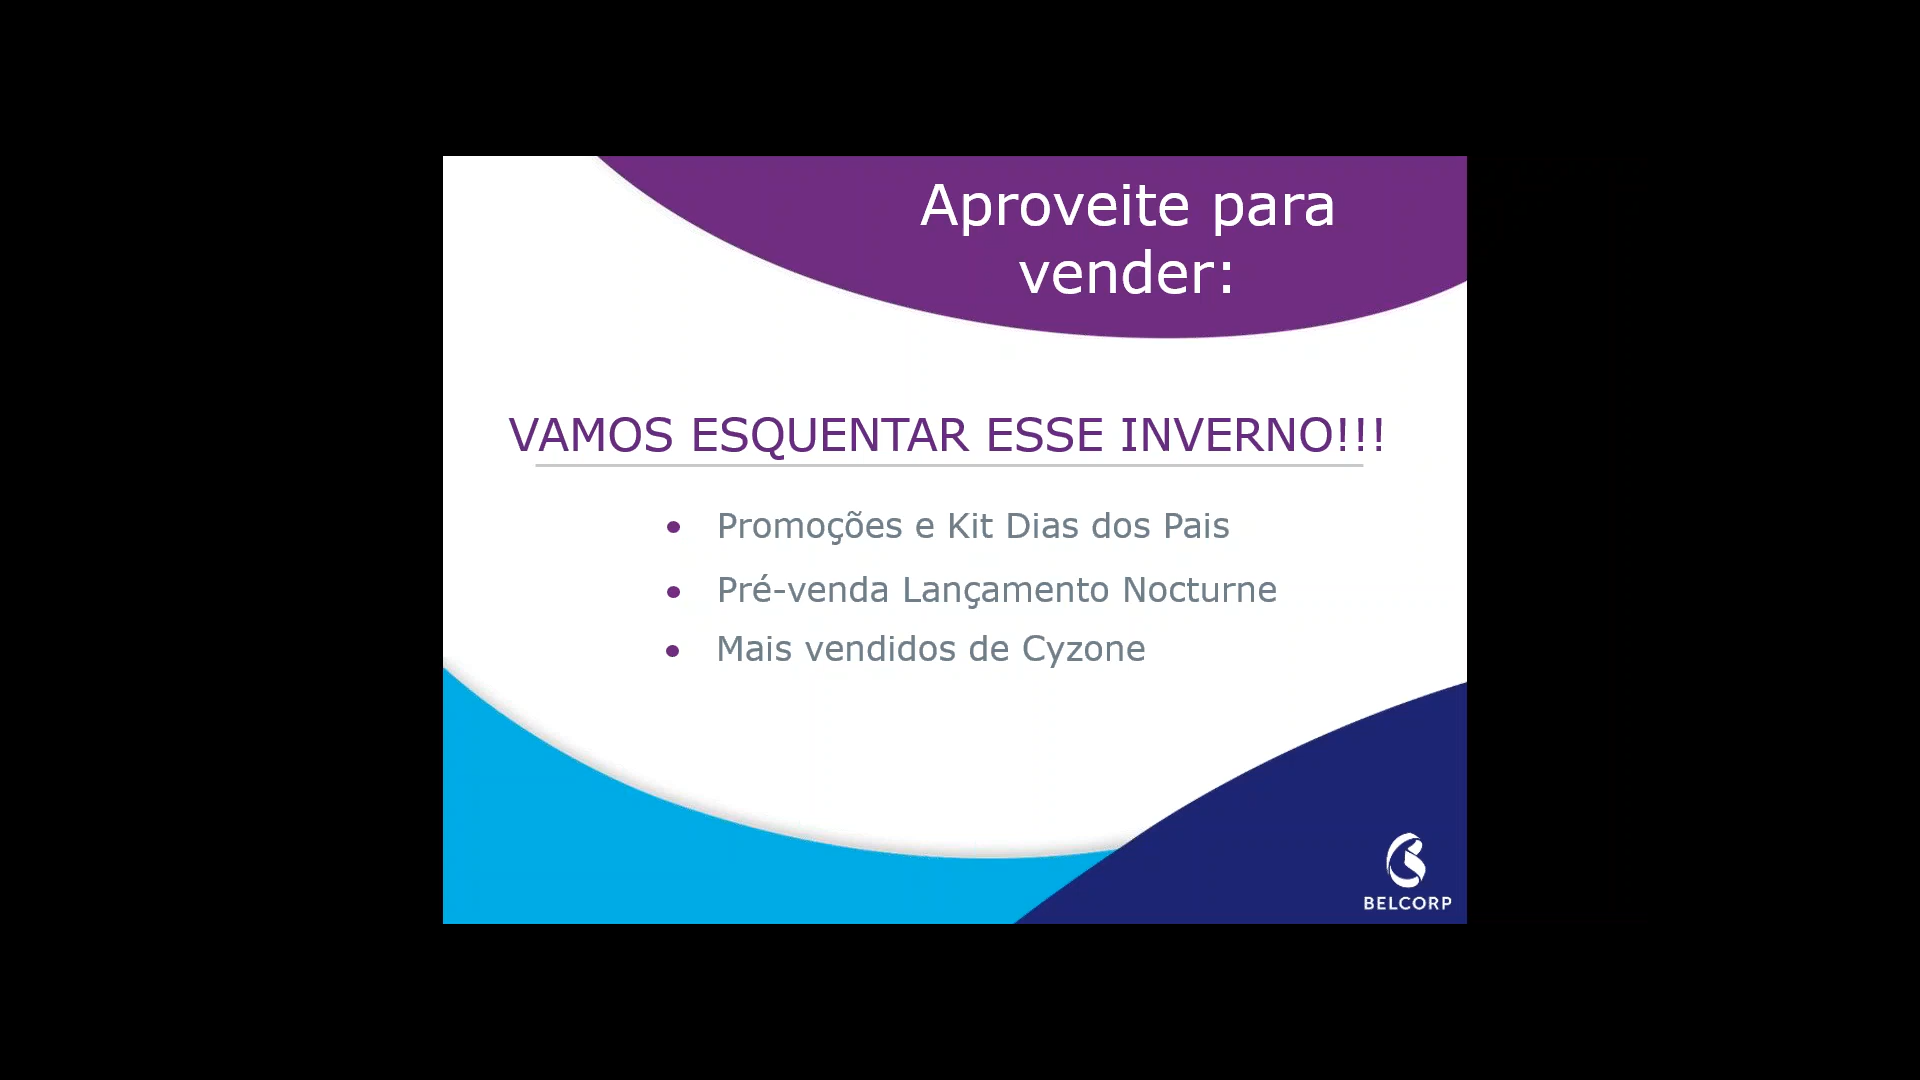 Aproveite para
vender:
VAMOS ESQUENTAR ESSE INVERNO!!!
• Promoções e Kit Dias dos Pais
• Pré-venda Lançamento Nocturne
• Mais vendidos de Cyzone
BELCORP